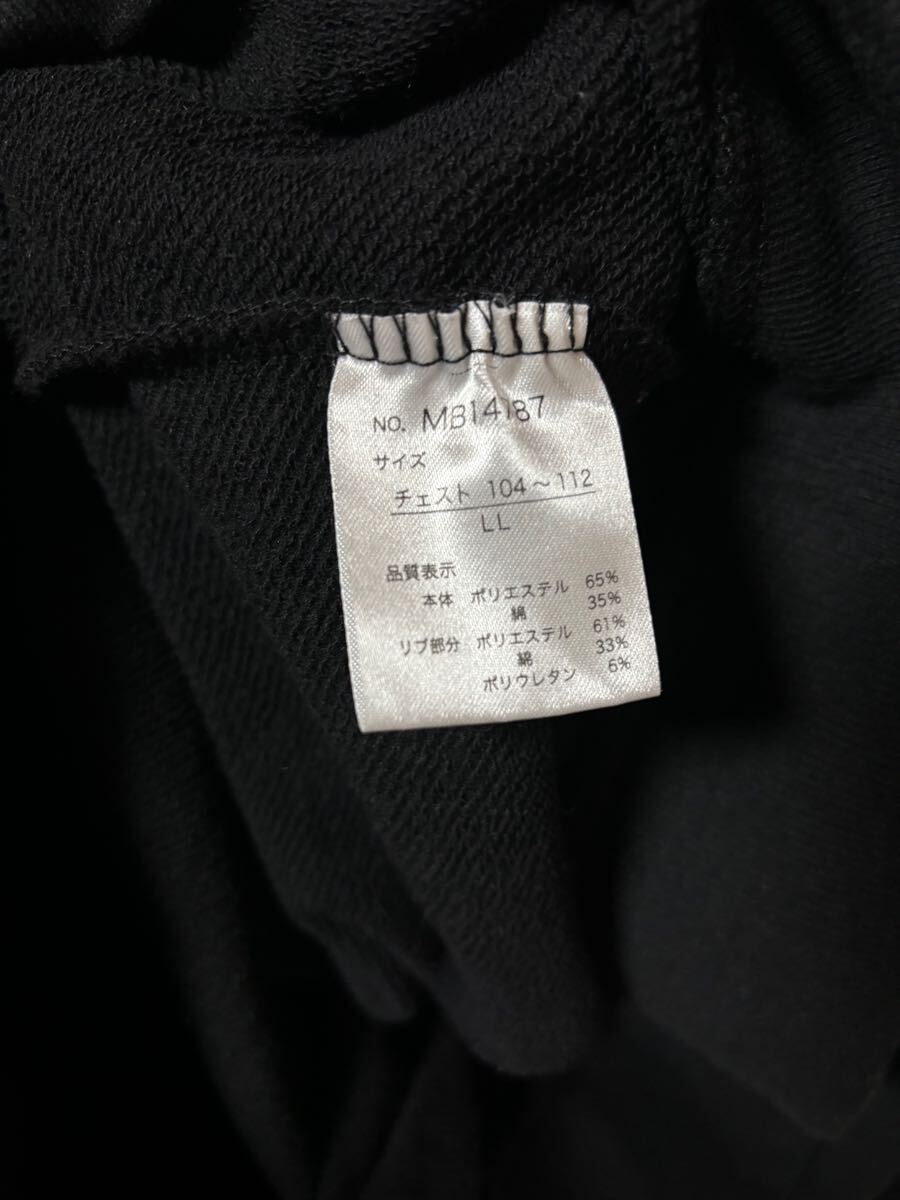 NO. MB14187
サイズ
チェスト 104～112
LL
品質表示
本体 ポリエステル 65%
綿 35%
リブ部分 ポリエステル 61%
綿 33%
ポリウレタン 6%